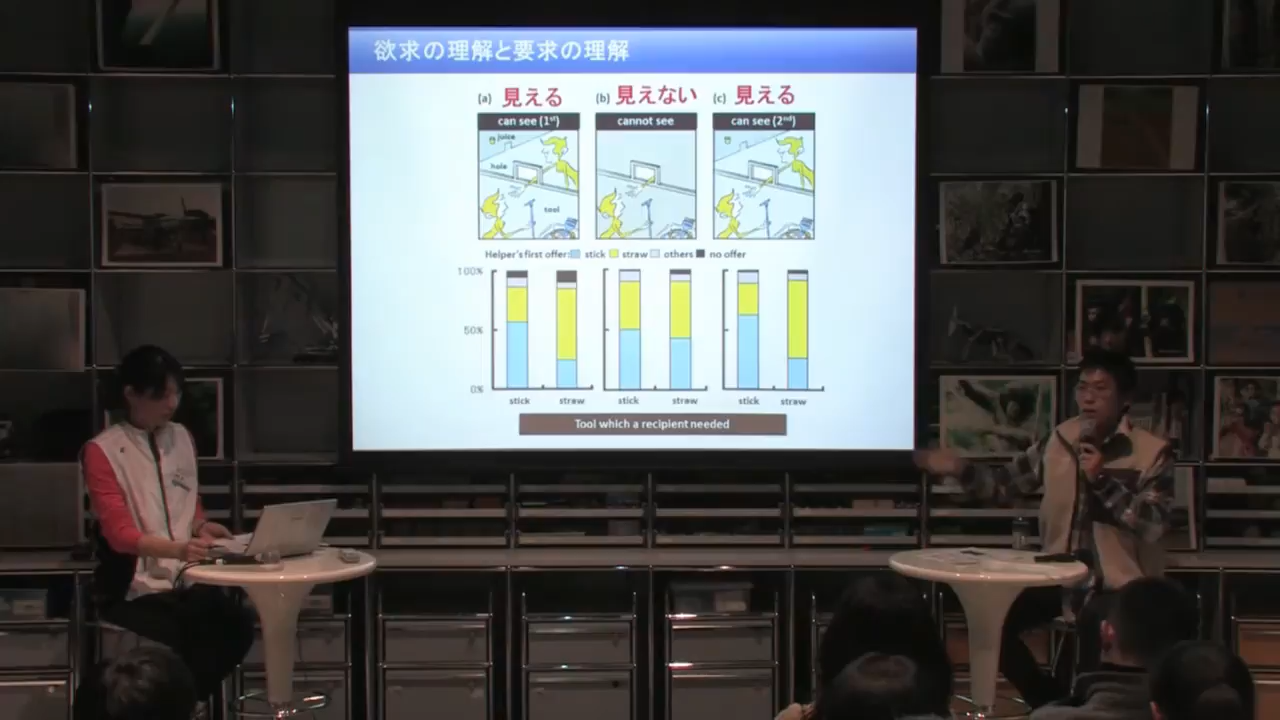 欲求の理解と要求の理解
(a) 見える (b) 見えない (c) 見える
can see (1st) cannot see can see (2nd)
juice
hole
tool
Helper's first offer: stick straw others no offer
100%
50%
0%
stick straw stick straw stick straw
Tool which a recipient needed